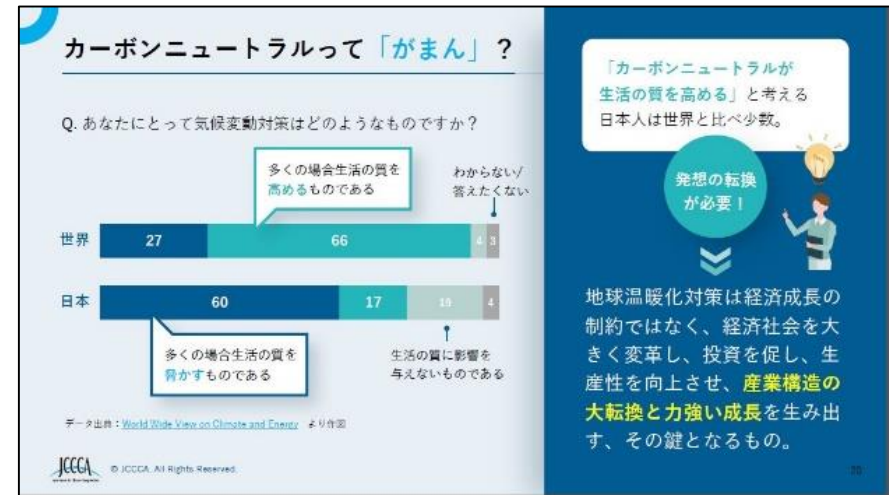 カーボンニュートラルって「がまん」？
Q. あなたにとって気候変動対策はどのようなものですか？
多くの場合生活の質を
高めるものである
わからない/
答えたくない
世界 27 66 4 3
日本 60 17 19 4
多くの場合生活の質を
脅かすものである
生活の質に影響を
与えないものである
データ出典：World Wide View on Climate and Energy より作図
JCCCA
© JCCCA. All Rights Reserved.
「カーボンニュートラルが
生活の質を高める」と考える
日本人は世界と比べ少数。
発想の転換
が必要！
地球温暖化対策は経済成長の
制約ではなく、経済社会を大
きく変革し、投資を促し、生
産性を向上させ、産業構造の
大転換と力強い成長を生み出
す、その鍵となるもの。
20